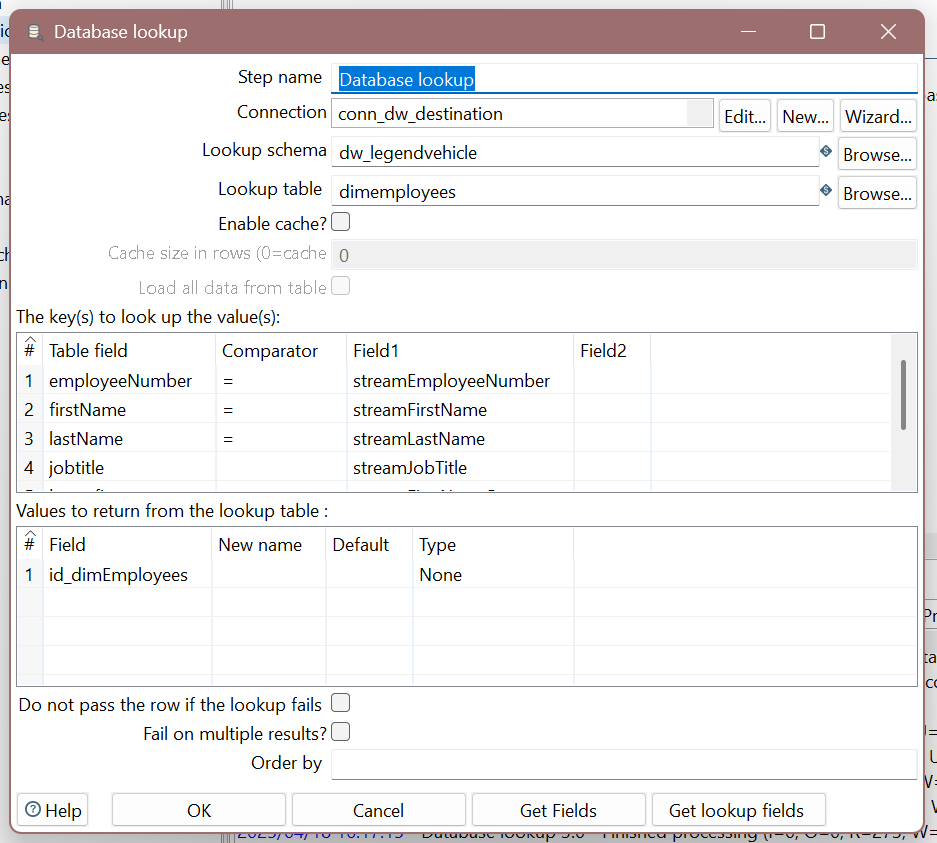 Database lookup
Step name Database lookup
Connection conn_dw_destination Edit... New... Wizard...
Lookup schema dw_legendvehicle Browse...
Lookup table dimemployees Browse...
Enable cache?
Cache size in rows (0=cache 0
Load all data from table
The key(s) to look up the value(s):
# Table field Comparator Field1 Field2
1 employeeNumber = streamEmployeeNumber
2 firstName = streamFirstName
3 lastName = streamLastName
4 jobtitle streamJobTitle
Values to return from the lookup table :
# Field New name Default Type
1 id_dimEmployees None
Do not pass the row if the lookup fails
Fail on multiple results?
Order by
Help OK Cancel Get Fields Get lookup fields